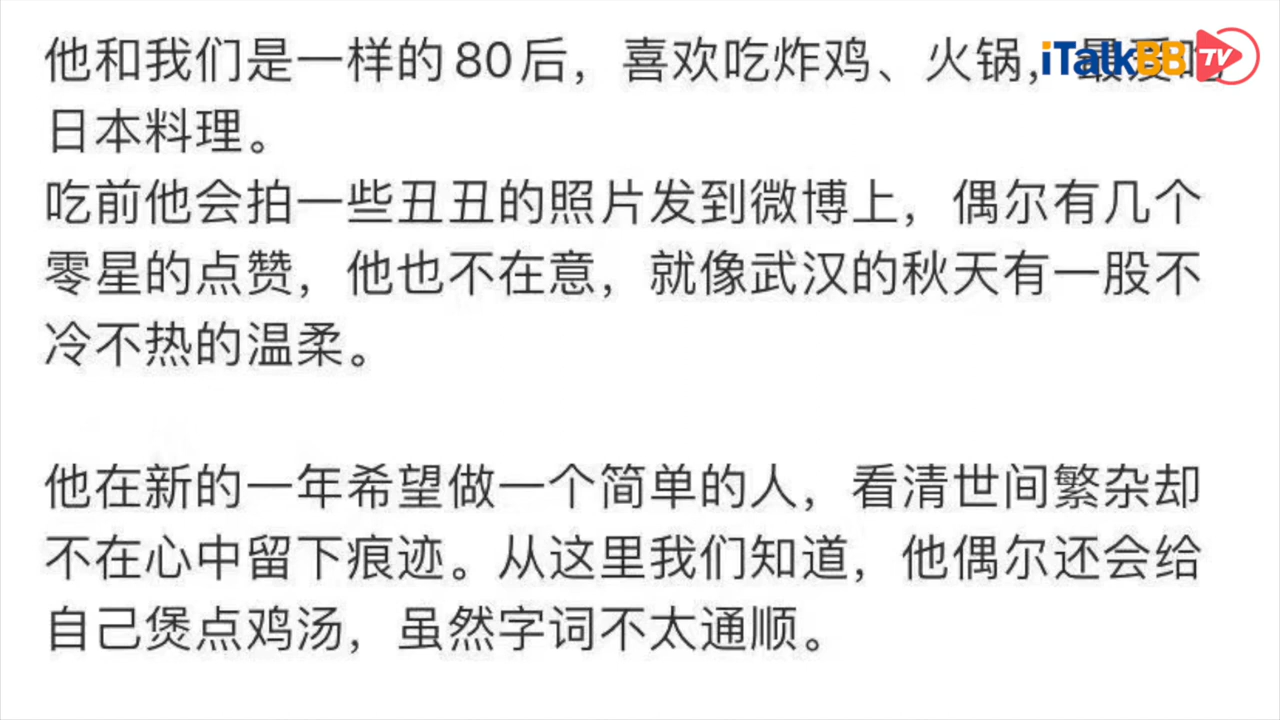 他和我们是一样的80后，喜欢吃炸鸡、火锅，最爱吃
iTalkBB TV
日本料理。
吃前他会拍一些丑丑的照片发到微博上，偶尔有几个
零星的点赞，他也不在意，就像武汉的秋天有一股不
冷不热的温柔。
他在新的一年希望做一个简单的人，看清世间繁杂却
不在心中留下痕迹。从这里我们知道，他偶尔还会给
自己煲点鸡汤，虽然字词不太通顺。